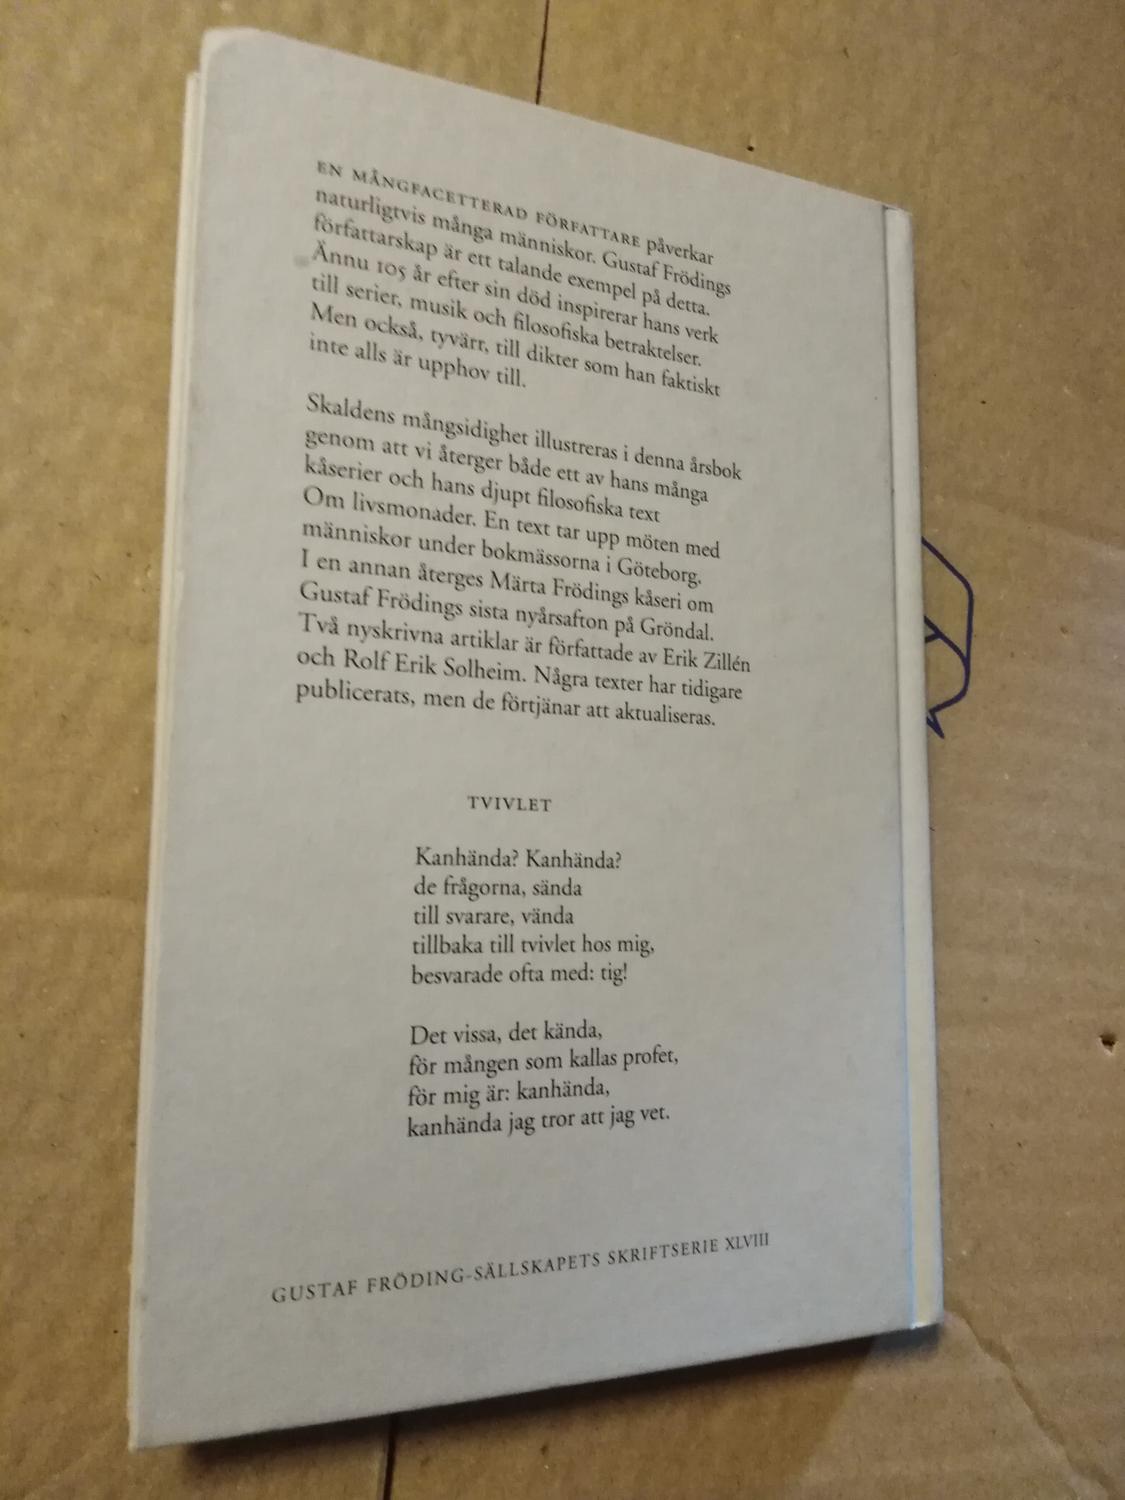 EN MÅNGFACETTERAD FÖRFATTARE påverkar
naturligtvis många människor. Gustaf Frödings
författarskap är ett talande exempel på detta.
Ännu 105 år efter sin död inspirerar hans verk
till serier, musik och filosofiska betraktelser.
Men också, tyvärr, till dikter som han faktiskt
inte alls är upphov till.
Skaldens mångsidighet illustreras i denna årsbok
genom att vi återger både ett av hans många
kåserier och hans djupt filosofiska text
Om livsmonader. En text tar upp möten med
människor under bokmässorna i Göteborg.
I en annan återges Märta Frödings kåseri om
Gustaf Frödings sista nyårsafton på Gröndal.
Två nyskrivna artiklar är författade av Erik Zillén
och Rolf Erik Solheim. Några texter har tidigare
publicerats, men de förtjänar att aktualiseras.
TVIVLET
Kanhända? Kanhända?
de frågorna, sända
till svarare, vända
tillbaka till tvivlet hos mig,
besvarade ofta med: tig!
Det vissa, det kända,
för mången som kallas profet,
för mig är: kanhända,
kanhända jag tror att jag vet.
GUSTAF FRÖDING-SÄLLSKAPETS SKRIFTSERIE XLVIII